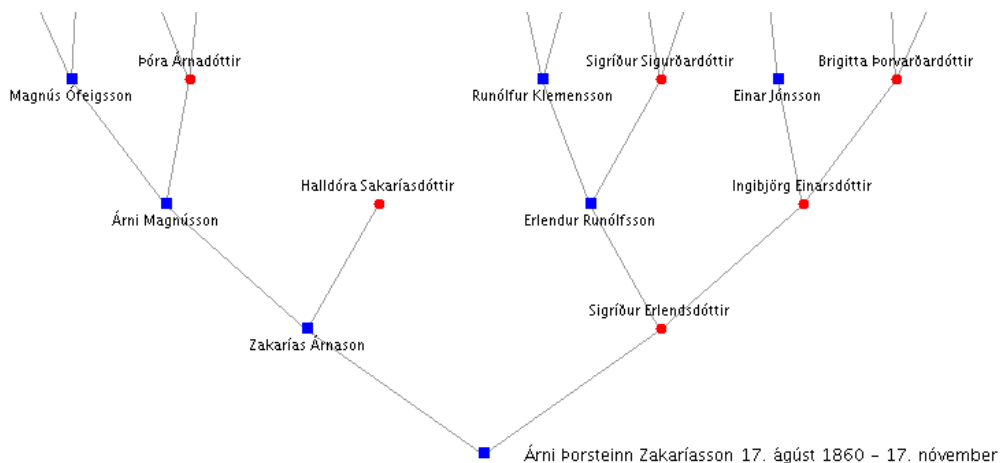 Þóra Árnadóttir
Sigríður Sigurðardóttir
Brigitta Þorvarðardóttir
Magnús Ófeigsson
Runólfur Klemensson
Einar Jónsson
Halldóra Sakaríasdóttir
Ingibjörg Einarsdóttir
Árni Magnússon
Erlendur Runólfsson
Sigríður Erlendsdóttir
Zakarías Árnason
Árni Þorsteinn Zakaríasson 17. ágúst 1860 – 17. nóvember